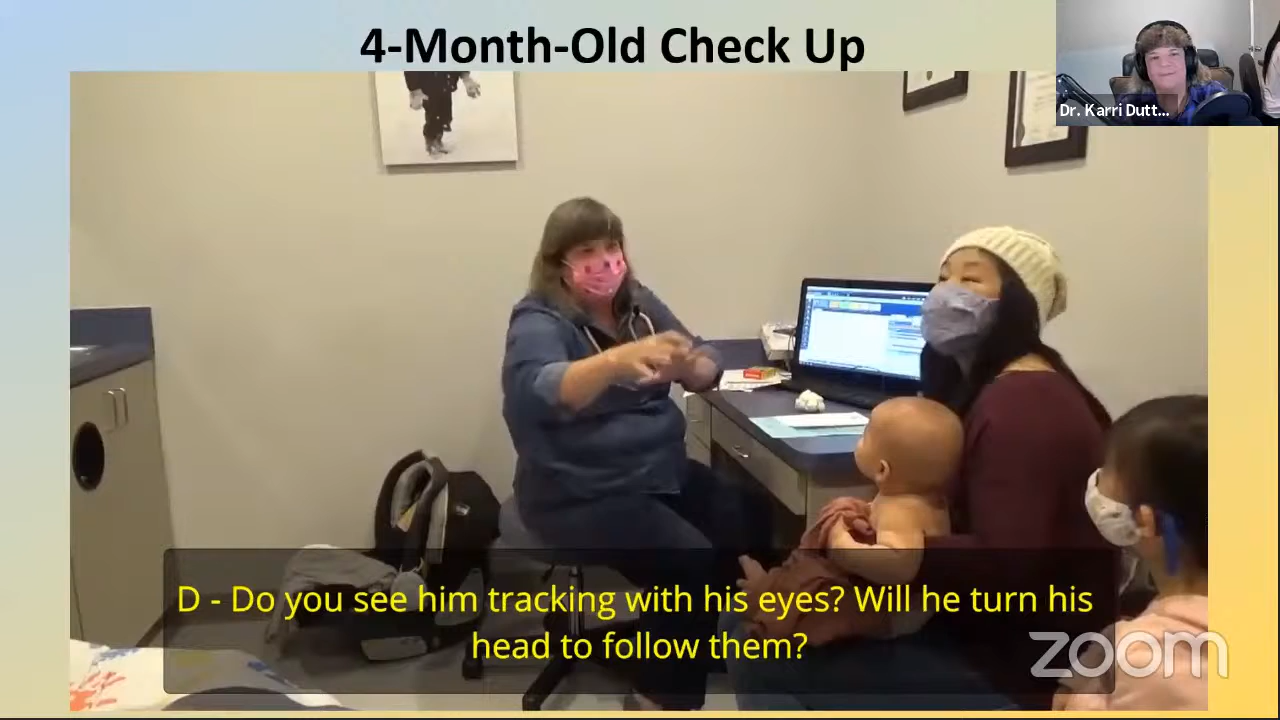 4-Month-Old Check Up
Dr. Karri Dutt...
D - Do you see him tracking with his eyes? Will he turn his
head to follow them?
zoom